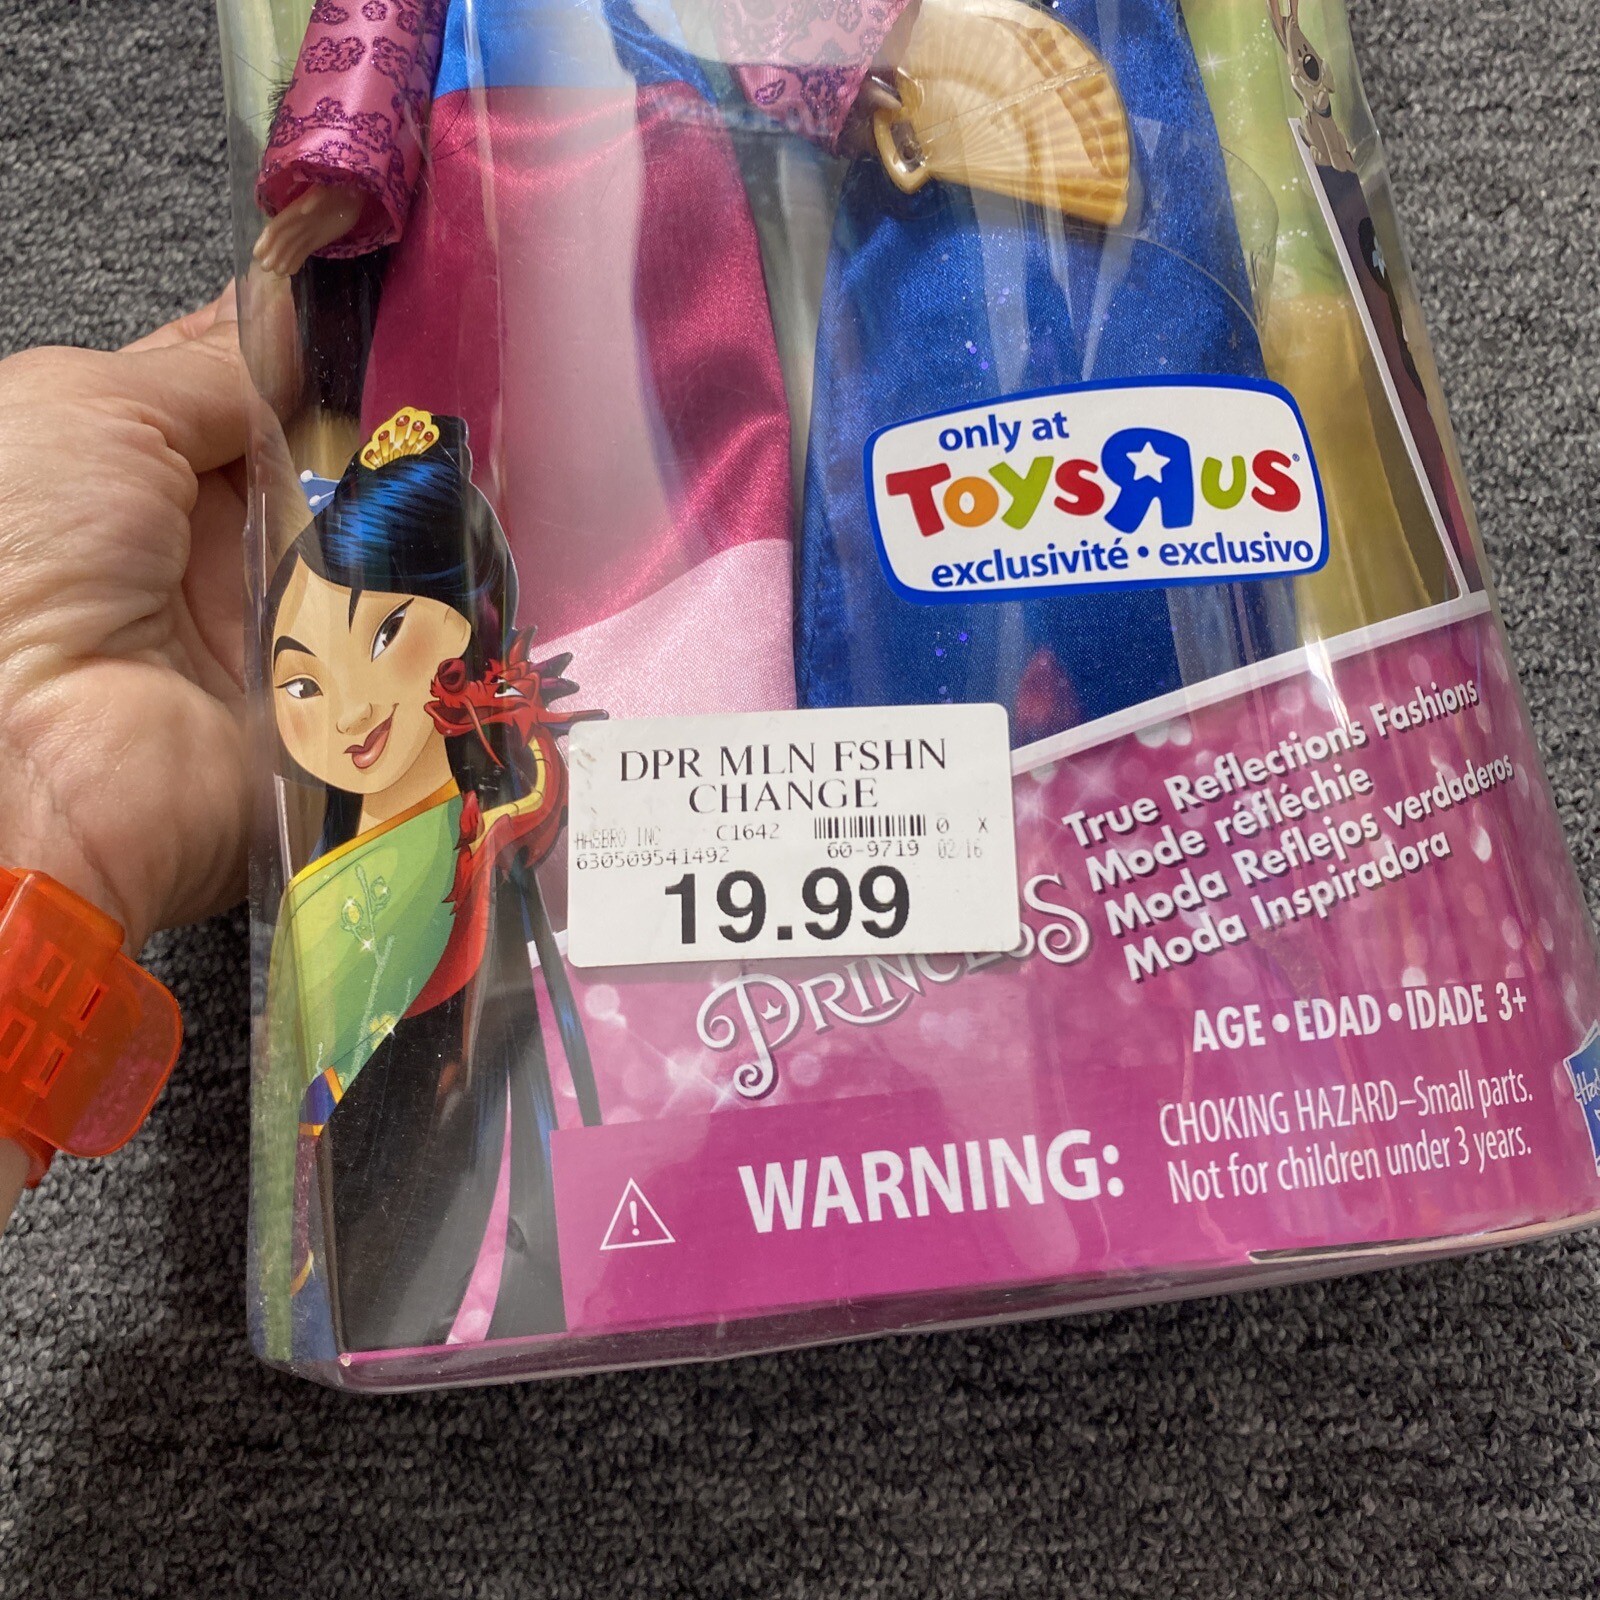 only at
TOYSRUS
exclusivité • exclusivo
DPR MLN FSHN
CHANGE
HASBRO INC C1642 0 X
630509541492 60-9719 02 16
19.99
PRINCESS
True Reflections Fashions
Mode réfléchie
Moda Reflejos verdaderos
Moda Inspiradora
AGE • EDAD • IDADE 3+
WARNING:
CHOKING HAZARD–Small parts.
Not for children under 3 years.